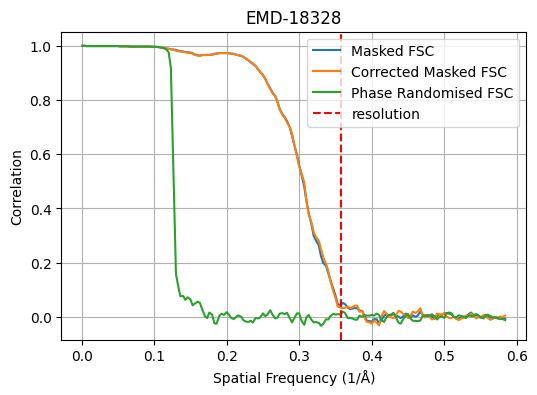 EMD-18328
Masked FSC
Corrected Masked FSC
Phase Randomised FSC
resolution
Correlation
1.0
0.8
0.6
0.4
0.2
0.0
0.0 0.1 0.2 0.3 0.4 0.5 0.6
Spatial Frequency (1/Å)